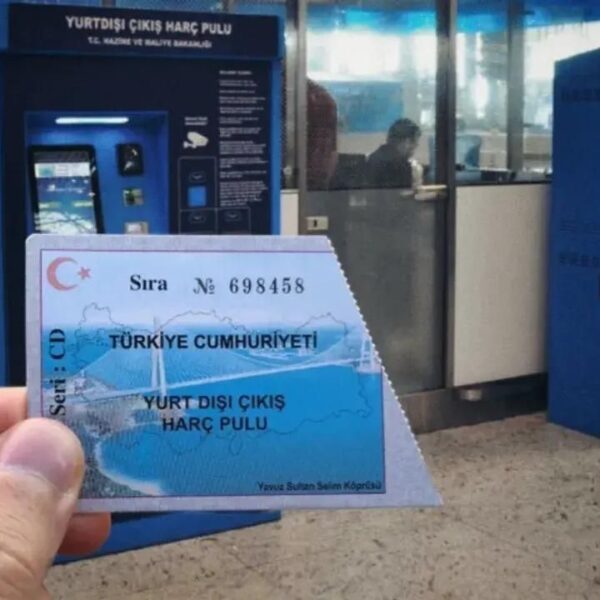 YURTDIŞI ÇIKIŞ HARÇ PULU
T.C. HAZİNE VE MALİYE BAKANLIĞI
Sıra № 698458
Seri : CD
TÜRKİYE CUMHURİYETİ
YURT DIŞI ÇIKIŞ
HARÇ PULU
Yavuz Sultan Selim Köprüsü